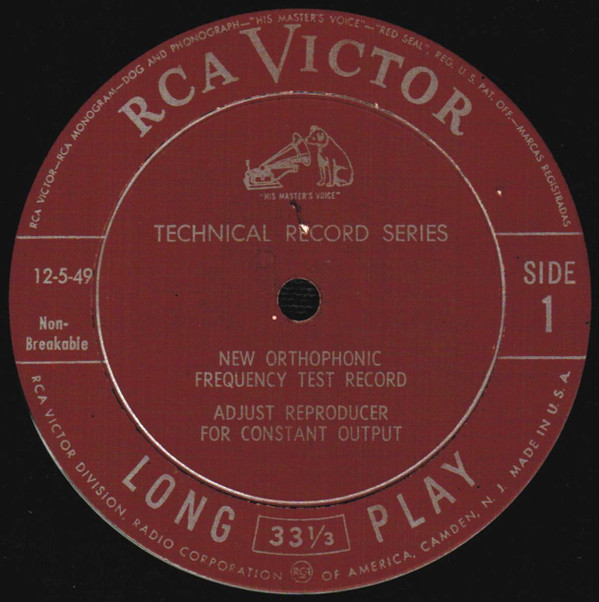 RCA VICTOR—RCA MONOGRAM—DOG AND PHONOGRAPH—"HIS MASTER'S VOICE"—"RED SEAL" REG. U. S. PAT. OFF.—MARCAS REGISTRADAS
RCA VICTOR
"HIS MASTER'S VOICE"
TECHNICAL RECORD SERIES
12-5-49
SIDE
1
Non-
Breakable
NEW ORTHOPHONIC
FREQUENCY TEST RECORD
ADJUST REPRODUCER
FOR CONSTANT OUTPUT
LONG 33⅓ PLAY
RCA VICTOR DIVISION, RADIO CORPORATION RCA OF AMERICA, CAMDEN, N. J. MADE IN U.S.A.